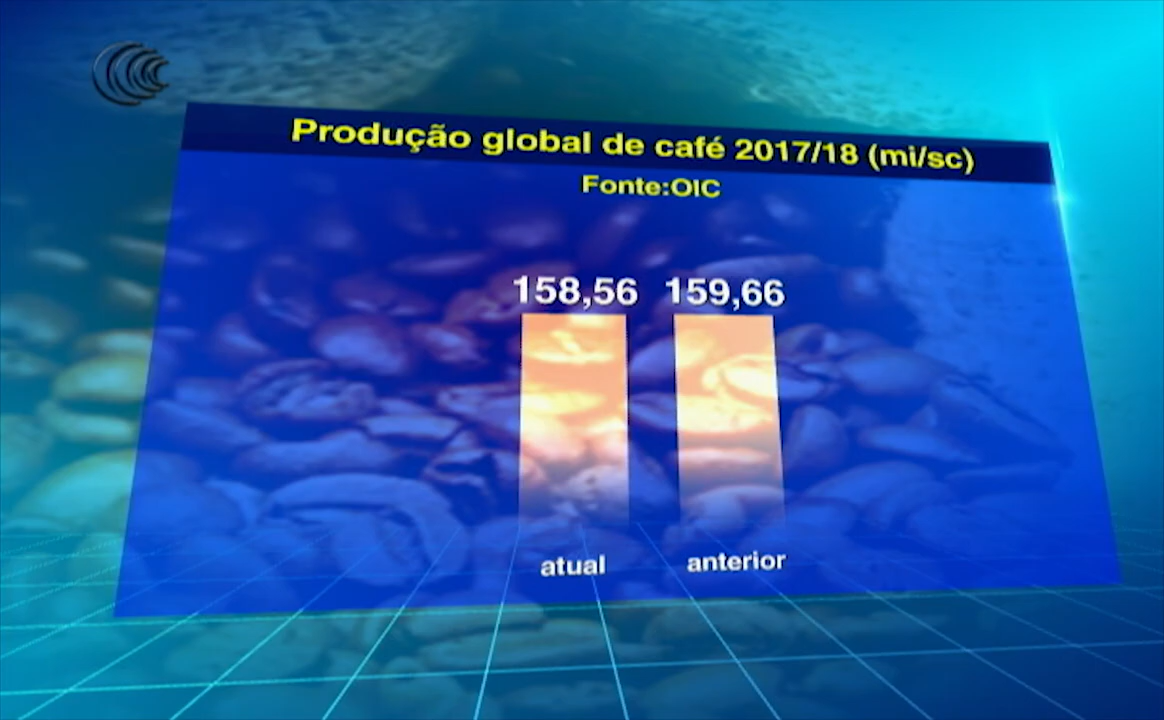 Produção global de café 2017/18 (mi/sc)
Fonte:OIC
158,56 159,66
atual anterior